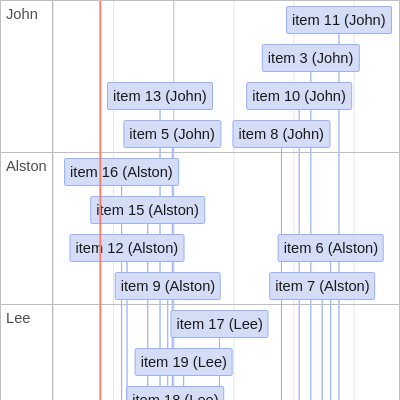 John
item 11 (John)
item 3 (John)
item 13 (John)
item 10 (John)
item 5 (John)
item 8 (John)
Alston
item 16 (Alston)
item 15 (Alston)
item 12 (Alston)
item 6 (Alston)
item 9 (Alston)
item 7 (Alston)
Lee
item 17 (Lee)
item 19 (Lee)
item 18 (Lee)